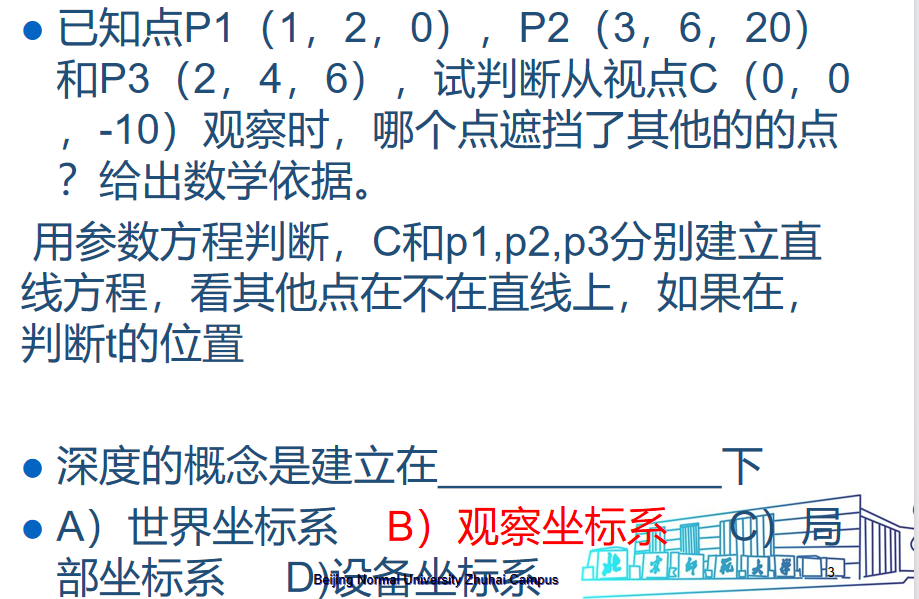 ● 已知点P1（1，2，0），P2（3，6，20）
和P3（2，4，6），试判断从视点C（0，0
，-10）观察时，哪个点遮挡了其他的的点
？给出数学依据。
用参数方程判断，C和p1,p2,p3分别建立直
线方程，看其他点在不在直线上，如果在，
判断t的位置
● 深度的概念是建立在_____________下
● A）世界坐标系 B）观察坐标系 C）局
部坐标系 D)设备坐标系
北京师范大学
Beijing Normal University Zhuhai Campus
3